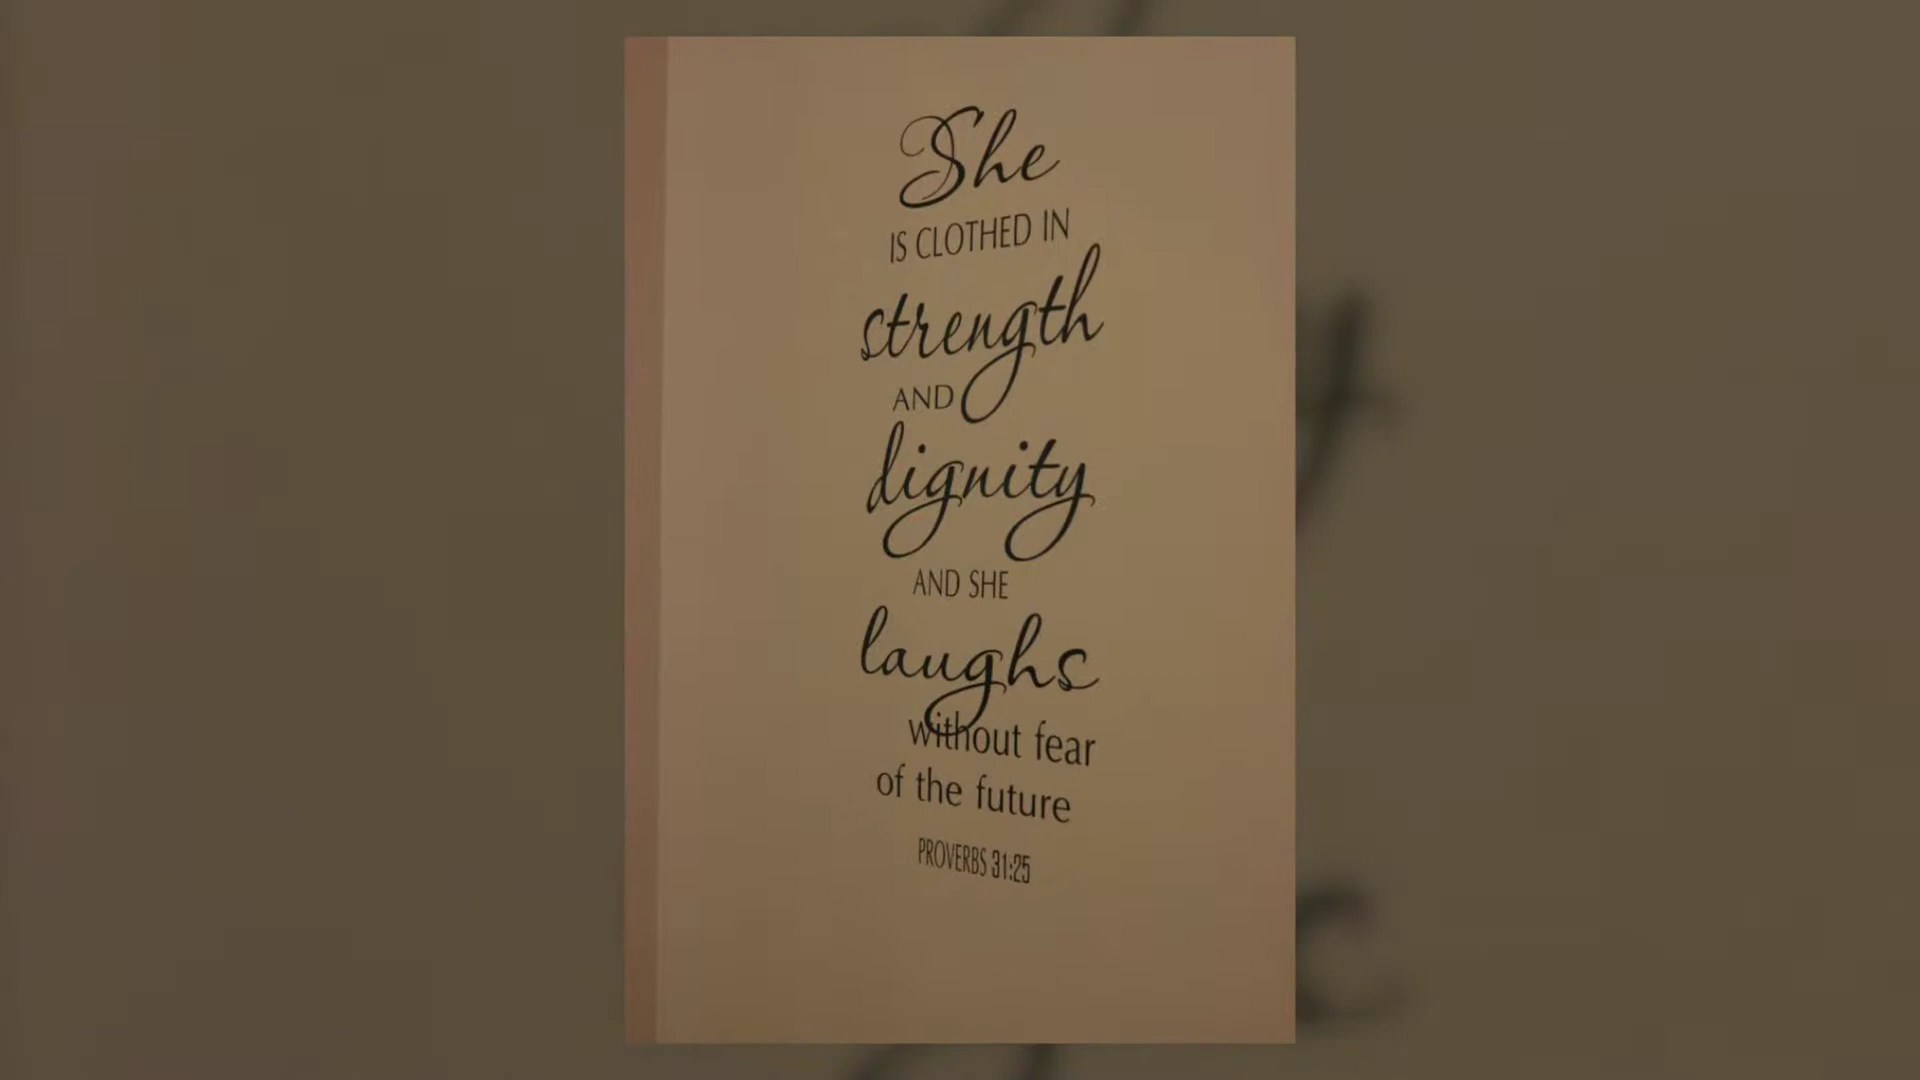 She
IS CLOTHED IN
strength
AND
dignity
AND SHE
laughs
without fear
of the future
PROVERBS 31:25